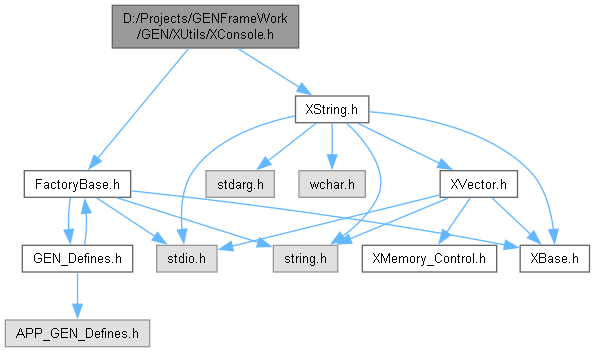 D:/Projects/GENFrameWork
/GEN/XUtils/XConsole.h
XString.h
FactoryBase.h
stdarg.h
wchar.h
XVector.h
GEN_Defines.h
stdio.h
string.h
XMemory_Control.h
XBase.h
APP_GEN_Defines.h